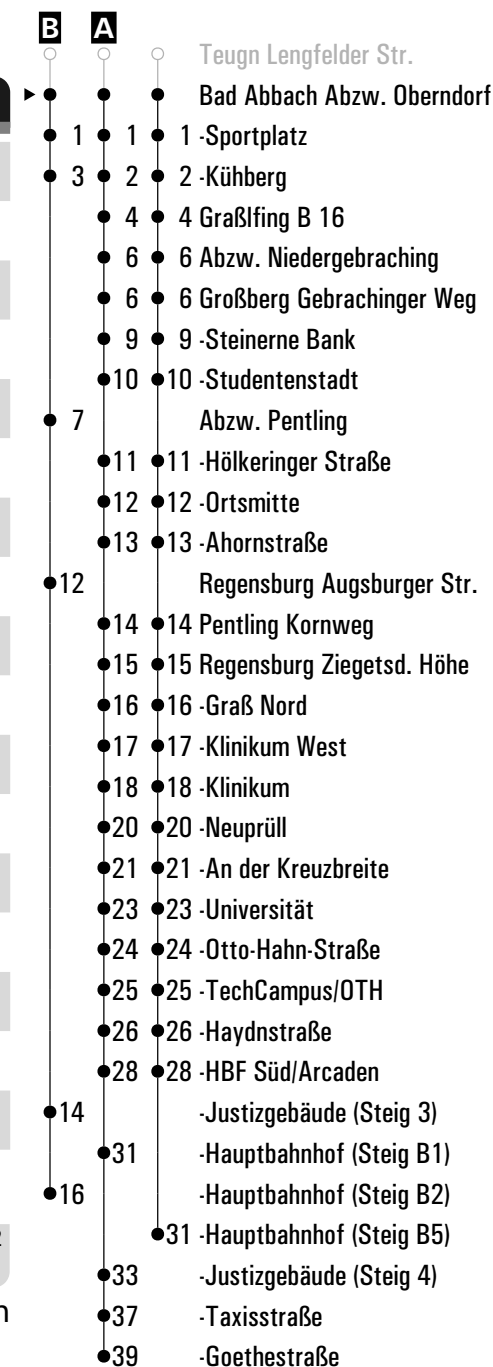 B A
Teugn Lengfelder Str.
Bad Abbach Abzw. Oberndorf
1 1 1 -Sportplatz
3 2 2 -Kühberg
4 4 Graßlfing B 16
6 6 Abzw. Niedergebraching
6 6 Großberg Gebrachinger Weg
9 9 -Steinerne Bank
10 10 -Studentenstadt
7 Abzw. Pentling
11 11 -Hölkeringer Straße
12 12 -Ortsmitte
13 13 -Ahornstraße
12 Regensburg Augsburger Str.
14 14 Pentling Kornweg
15 15 Regensburg Ziegetsd. Höhe
16 16 -Graß Nord
17 17 -Klinikum West
18 18 -Klinikum
20 20 -Neuprüll
21 21 -An der Kreuzbreite
23 23 -Universität
24 24 -Otto-Hahn-Straße
25 25 -TechCampus/OTH
26 26 -Haydnstraße
28 28 -HBF Süd/Arcaden
14 -Justizgebäude (Steig 3)
31 -Hauptbahnhof (Steig B1)
16 -Hauptbahnhof (Steig B2)
31 -Hauptbahnhof (Steig B5)
33 -Justizgebäude (Steig 4)
37 -Taxisstraße
39 -Goethestraße